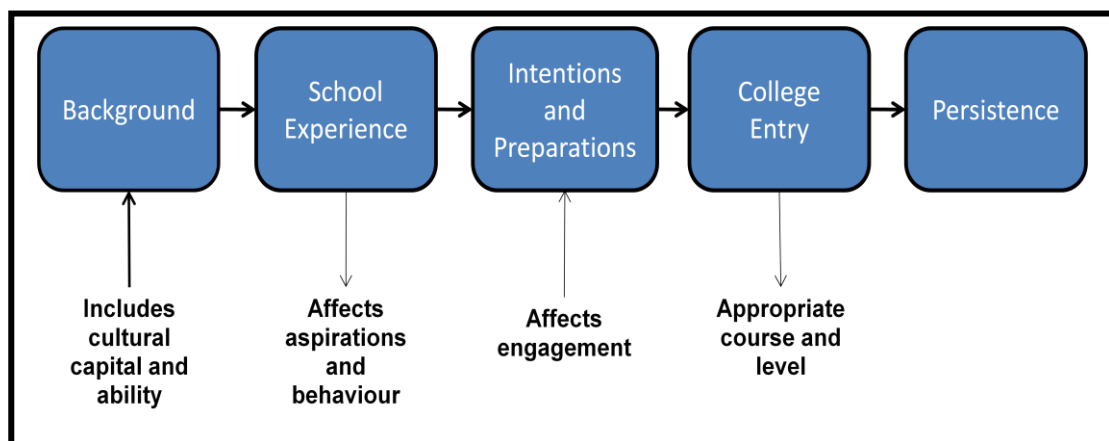 Background
School
Experience
Intentions
and
Preparations
College
Entry
Persistence
Includes
cultural
capital and
ability
Affects
aspirations
and
behaviour
Affects
engagement
Appropriate
course and
level